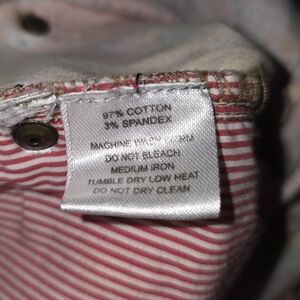 97% COTTON
3% SPANDEX
MACHINE WASH WARM
DO NOT BLEACH
MEDIUM IRON
TUMBLE DRY LOW HEAT
DO NOT DRY CLEAN